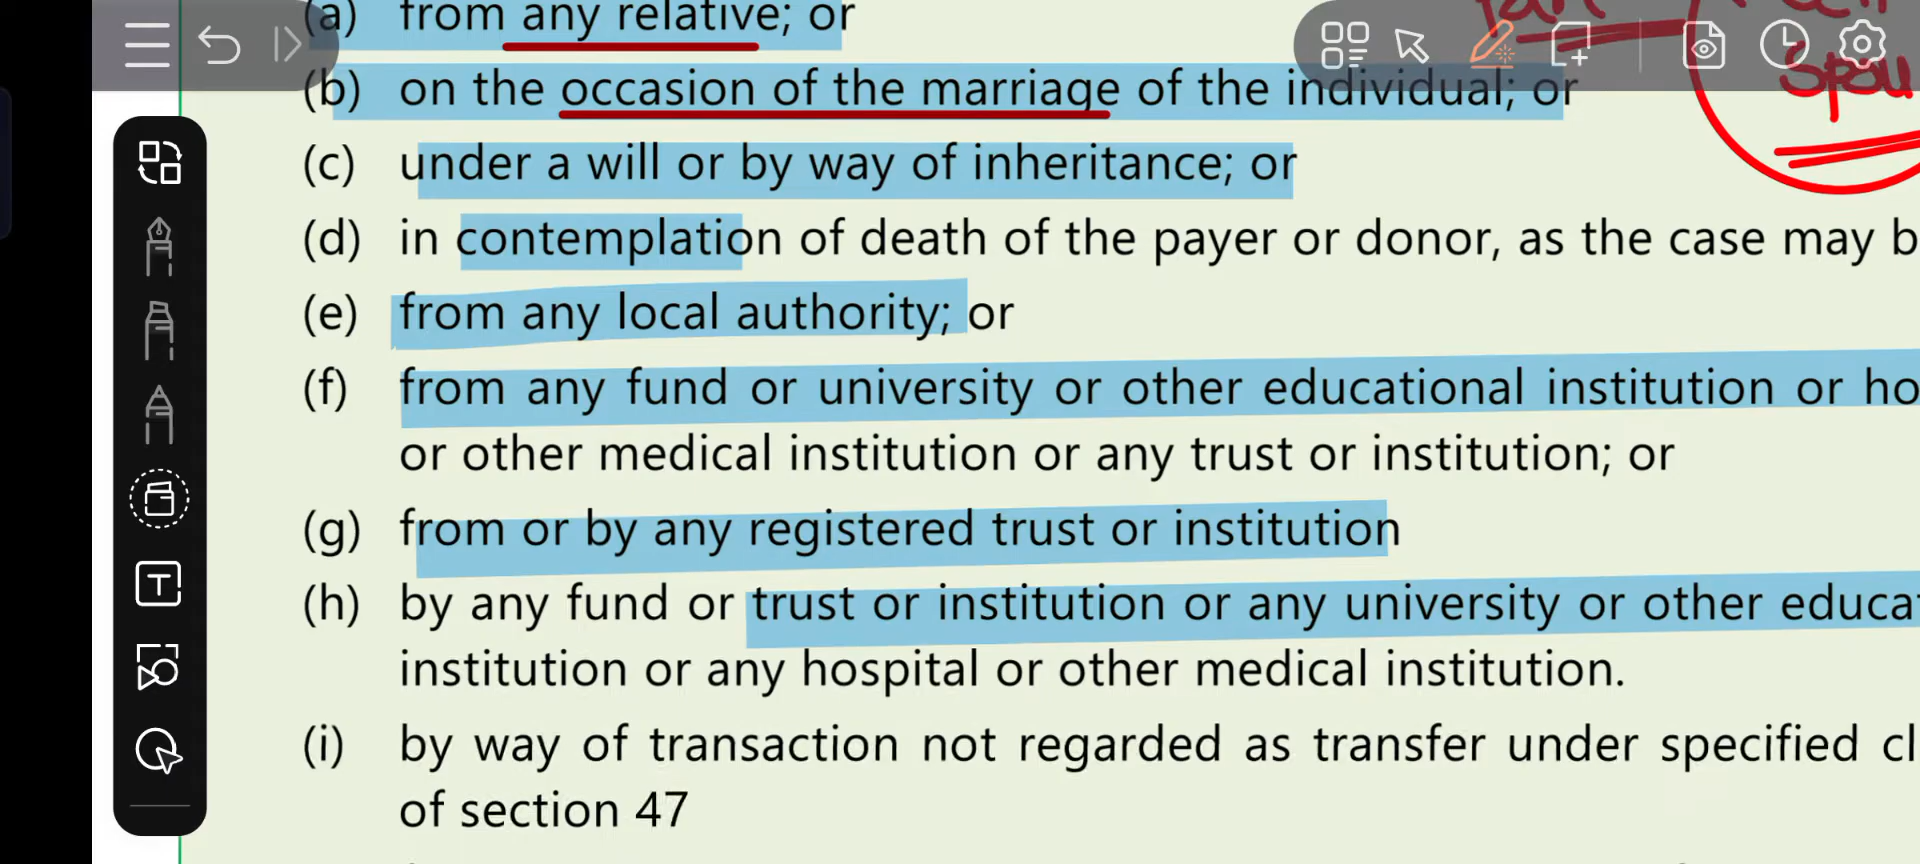 (a) from any relative; or
(b) on the occasion of the marriage of the individual; or
(c) under a will or by way of inheritance; or
(d) in contemplation of death of the payer or donor, as the case may b
(e) from any local authority; or
(f) from any fund or university or other educational institution or ho
or other medical institution or any trust or institution; or
(g) from or by any registered trust or institution
(h) by any fund or trust or institution or any university or other educat
institution or any hospital or other medical institution.
(i) by way of transaction not regarded as transfer under specified cl
of section 47